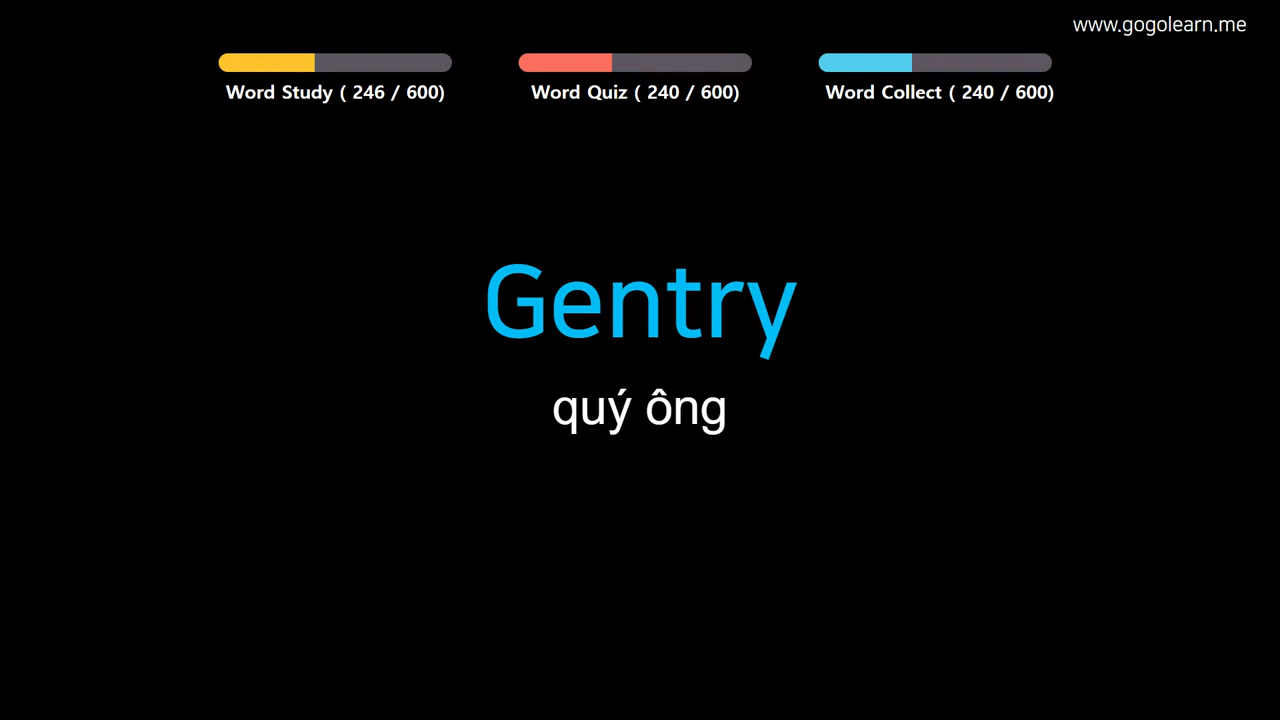 www.gogolearn.me
Word Study ( 246 / 600)
Word Quiz ( 240 / 600)
Word Collect ( 240 / 600)
Gentry
quý ông